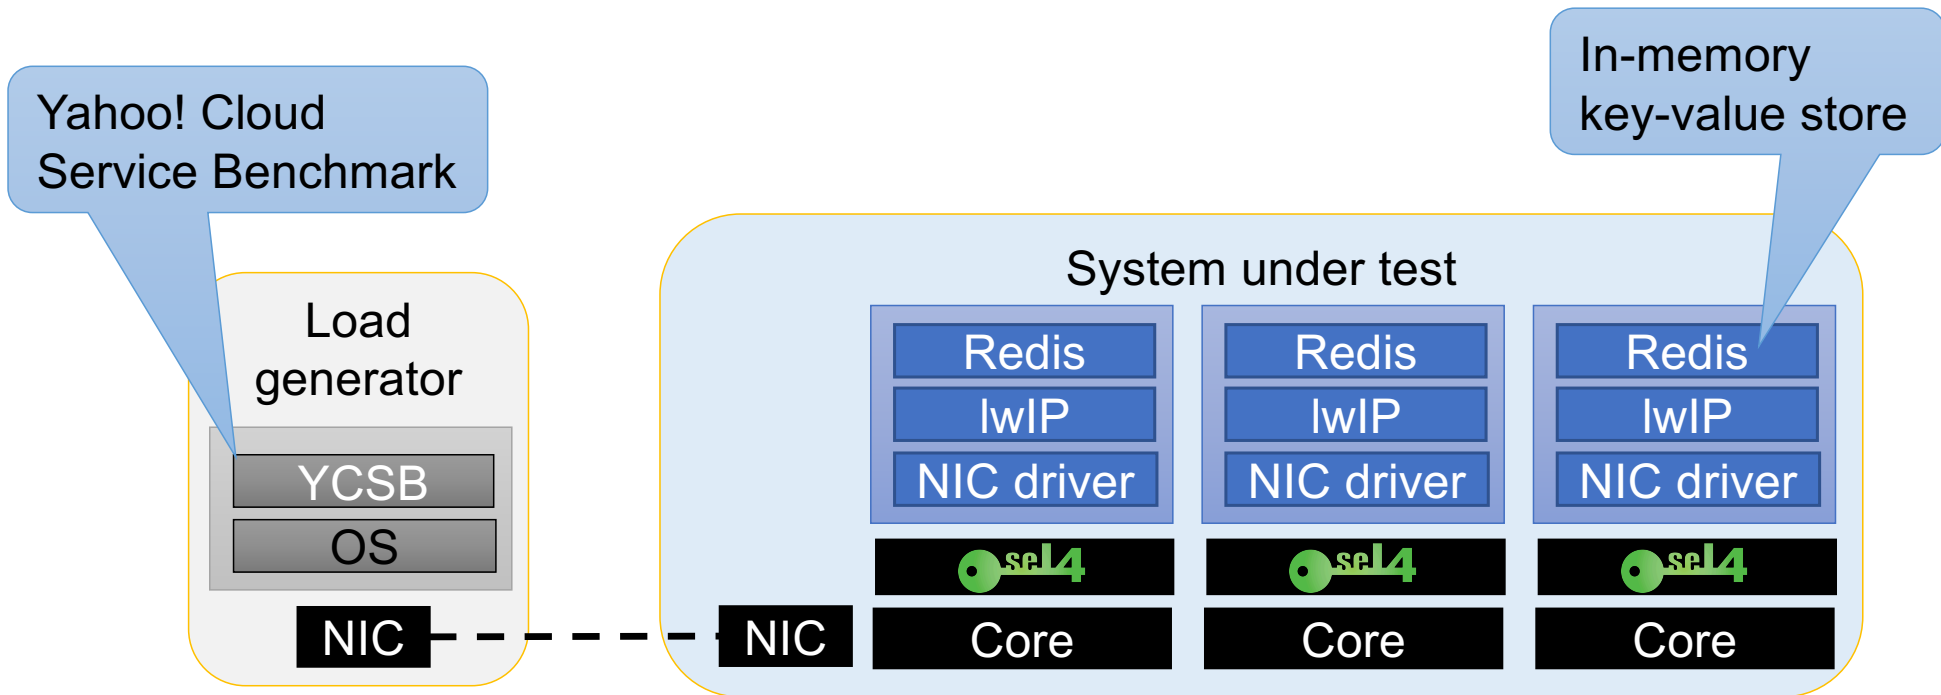 In-memory
key-value store
Yahoo! Cloud
Service Benchmark
System under test
Load
generator
Redis Redis Redis
lwIP lwIP lwIP
NIC driver NIC driver NIC driver
YCSB
OS
seL4 seL4 seL4
NIC NIC Core Core Core